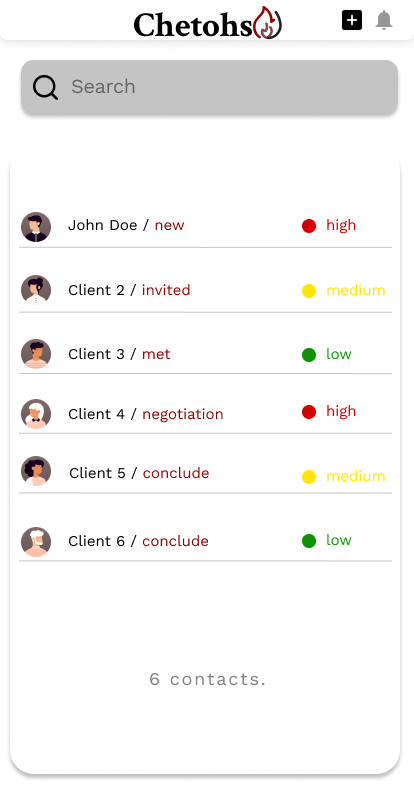 Chetohs
Search
John Doe / new high
Client 2 / invited medium
Client 3 / met low
Client 4 / negotiation high
Client 5 / conclude medium
Client 6 / conclude low
6 contacts.